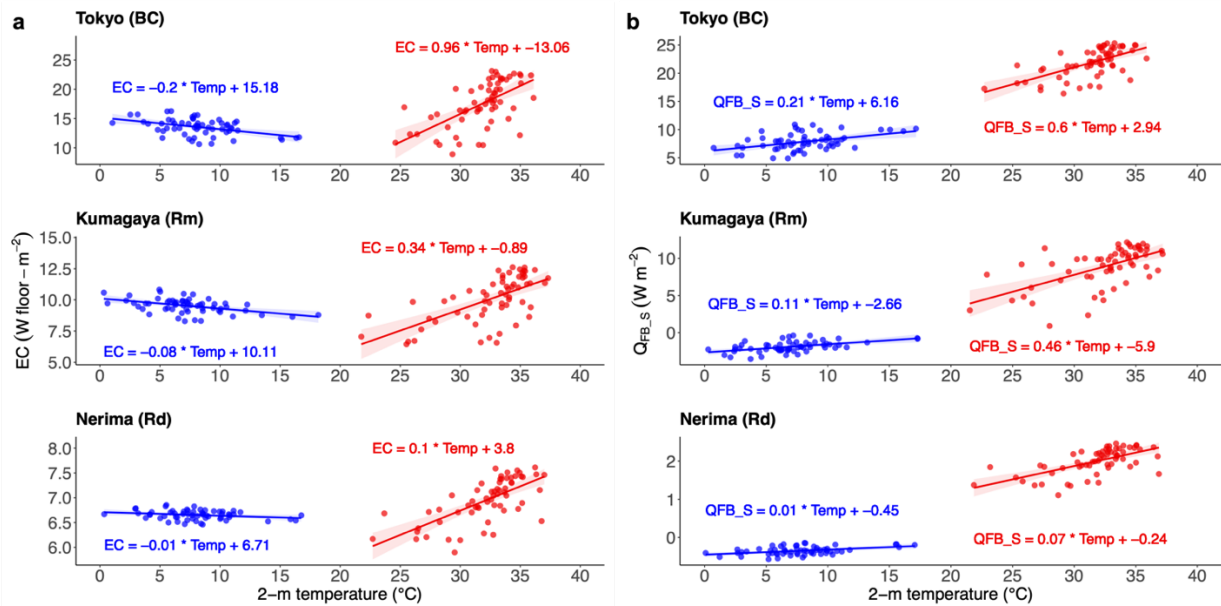 a
Tokyo (BC)
EC = 0.96 * Temp + −13.06
EC = −0.2 * Temp + 15.18
25
20
15
10
0 5 10 15 20 25 30 35 40
Kumagaya (Rm)
EC = 0.34 * Temp + −0.89
EC = −0.08 * Temp + 10.11
15.0
12.5
10.0
7.5
5.0
0 5 10 15 20 25 30 35 40
EC (W floor−m⁻²)
Nerima (Rd)
EC = 0.1 * Temp + 3.8
EC = −0.01 * Temp + 6.71
8.0
7.5
7.0
6.5
6.0
0 5 10 15 20 25 30 35 40
2−m temperature (°C)
b
Tokyo (BC)
QFB_S = 0.21 * Temp + 6.16
QFB_S = 0.6 * Temp + 2.94
25
20
15
10
5
0 5 10 15 20 25 30 35 40
Kumagaya (Rm)
QFB_S = 0.11 * Temp + −2.66
QFB_S = 0.46 * Temp + −5.9
10
5
0
0 5 10 15 20 25 30 35 40
Q_FB_S (W m⁻²)
Nerima (Rd)
QFB_S = 0.01 * Temp + −0.45
QFB_S = 0.07 * Temp + −0.24
2
1
0
0 5 10 15 20 25 30 35 40
2−m temperature (°C)